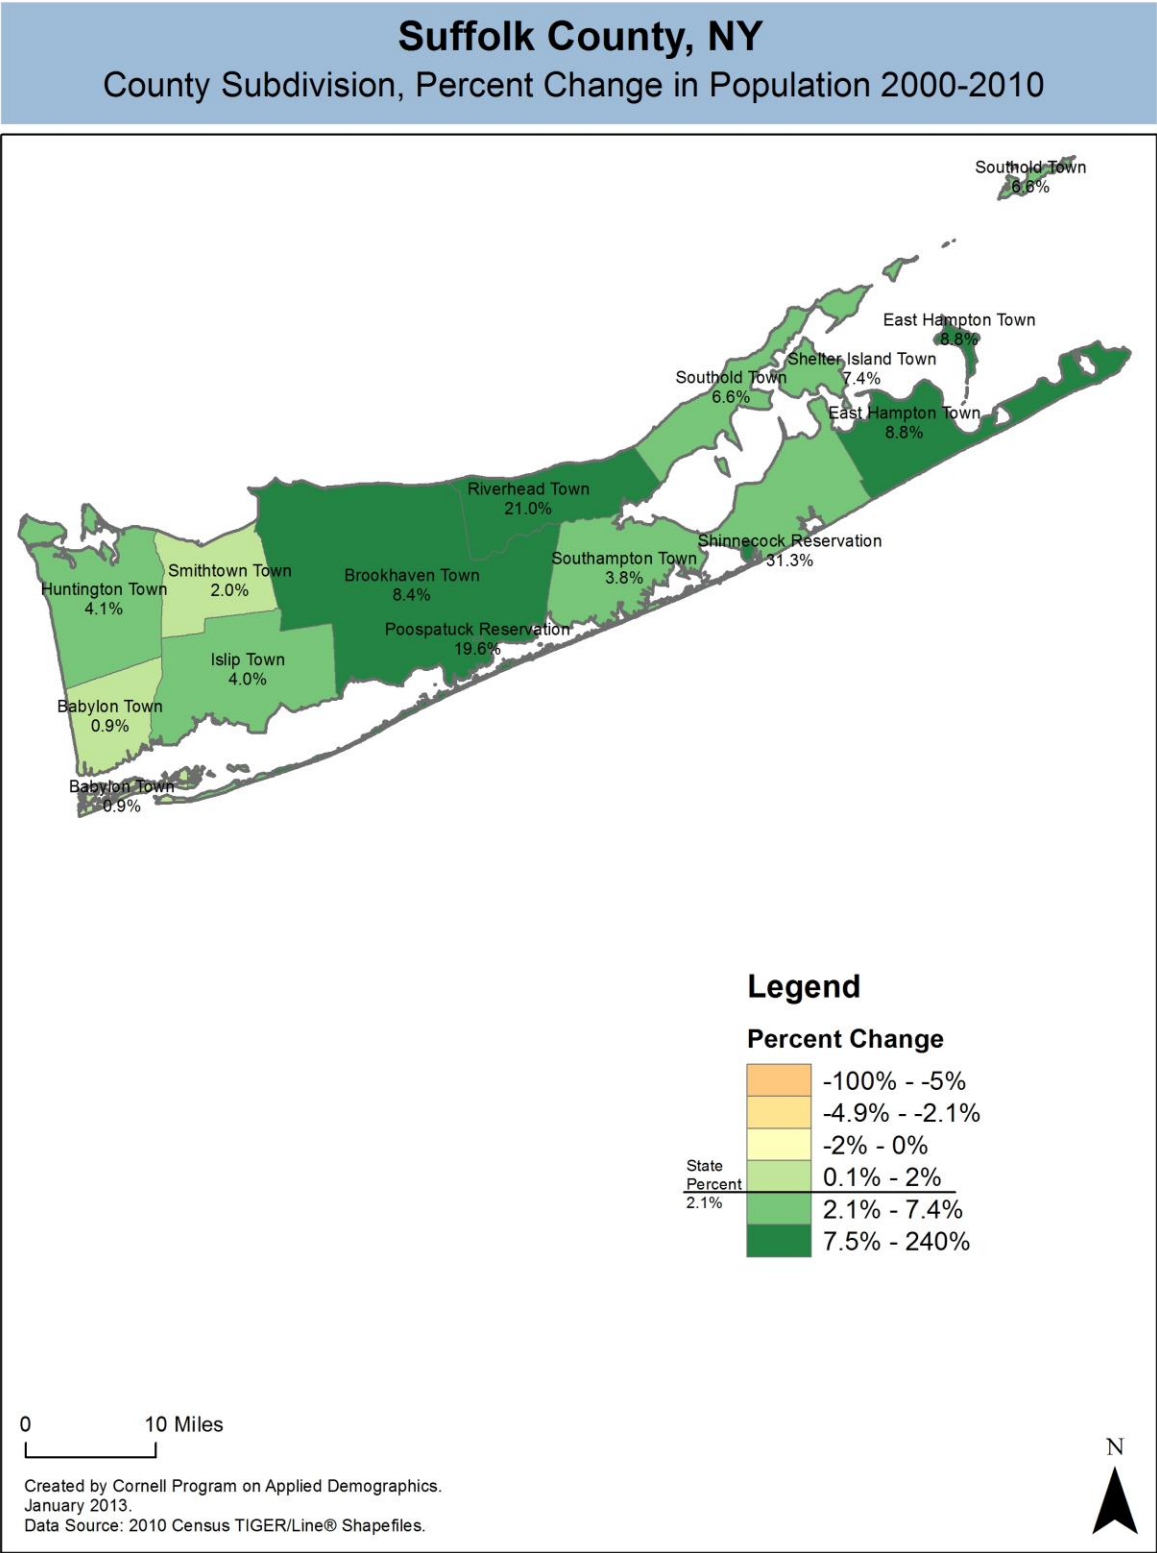 Suffolk County, NY
County Subdivision, Percent Change in Population 2000-2010
Southold Town
6.6%
East Hampton Town
8.8%
Shelter Island Town
7.4%
Southold Town
6.6%
East Hampton Town
8.8%
Riverhead Town
21.0%
Shinnecock Reservation
31.3%
Southampton Town
3.8%
Smithtown Town
2.0%
Brookhaven Town
8.4%
Huntington Town
4.1%
Poospatuck Reservation
19.6%
Islip Town
4.0%
Babylon Town
0.9%
Babylon Town
0.9%
Legend
Percent Change
-100% - -5%
-4.9% - -2.1%
-2% - 0%
0.1% - 2%
2.1% - 7.4%
7.5% - 240%
State
Percent
2.1%
0 10 Miles
N
Created by Cornell Program on Applied Demographics.
January 2013.
Data Source: 2010 Census TIGER/Line® Shapefiles.